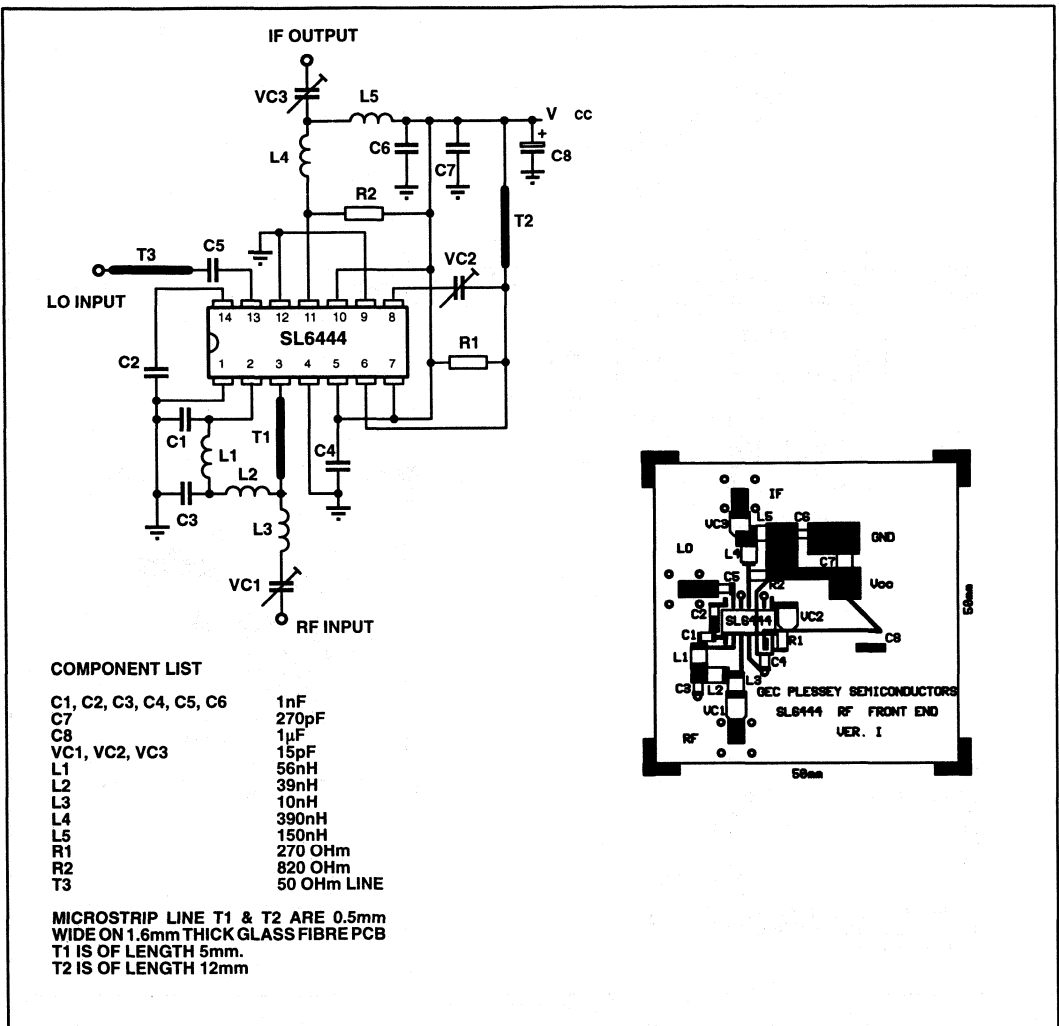 IF OUTPUT
VC3
L5
V CC
+
C6
C7
C8
L4
R2
T2
T3
C5
VC2
LO INPUT
14 13 12 11 10 9 8
SL6444
R1
1 2 3 4 5 6 7
C2
C1
T1
C4
L1
L2
C3
L3
VC1
RF INPUT
COMPONENT LIST
C1, C2, C3, C4, C5, C6 1nF
C7 270pF
C8 1μF
VC1, VC2, VC3 15pF
L1 56nH
L2 39nH
L3 10nH
L4 390nH
L5 150nH
R1 270 OHm
R2 820 OHm
T3 50 OHm LINE
MICROSTRIP LINE T1 & T2 ARE 0.5mm
WIDE ON 1.6mm THICK GLASS FIBRE PCB
T1 IS OF LENGTH 5mm.
T2 IS OF LENGTH 12mm
IF
VC3
L5
C6
GND
LO
L4
C7
C5
R2
Vcc
C2
SL6444
VC2
C1
R1
C8
L1
C4
C3
L2
L3
GEC PLESSEY SEMICONDUCTORS
VC1
SL6444 RF FRONT END
RF
VER. I
50mm
50mm